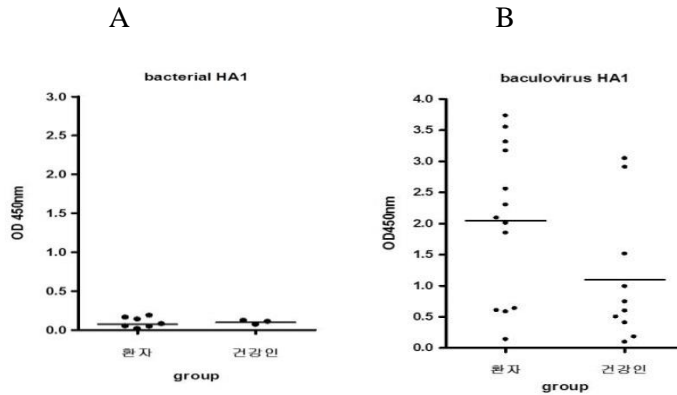 A
B
bacterial HA1
OD 450nm
3.0
2.5
2.0
1.5
1.0
0.5
0.0
환자
건강인
group
baculovirus HA1
OD450nm
4.0
3.5
3.0
2.5
2.0
1.5
1.0
0.5
0.0
환자
건강인
group